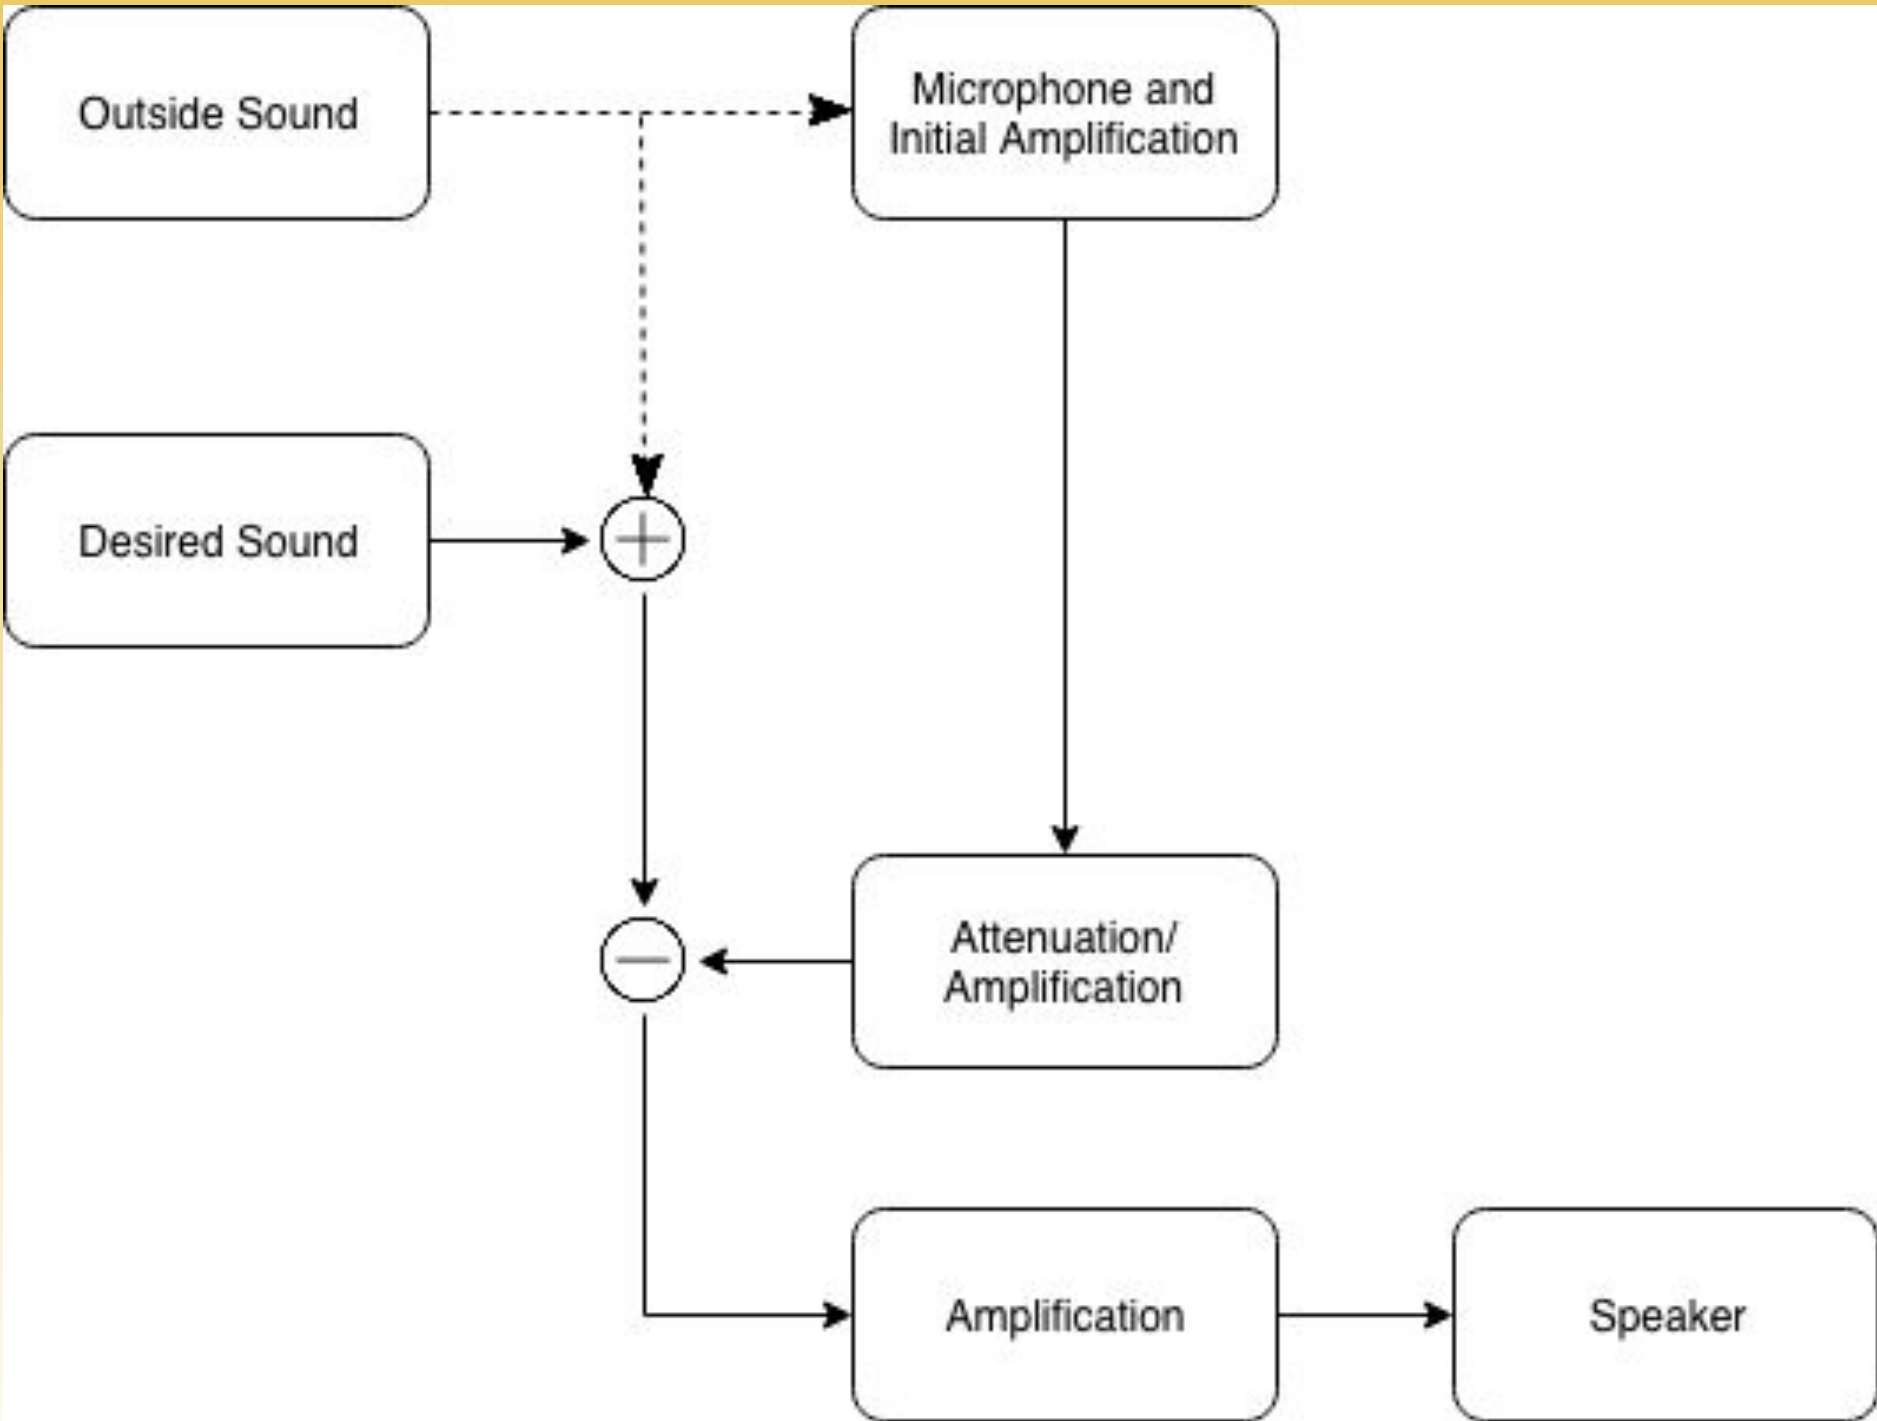 Outside Sound
Microphone and
Initial Amplification
Desired Sound
Attenuation/
Amplification
Amplification
Speaker